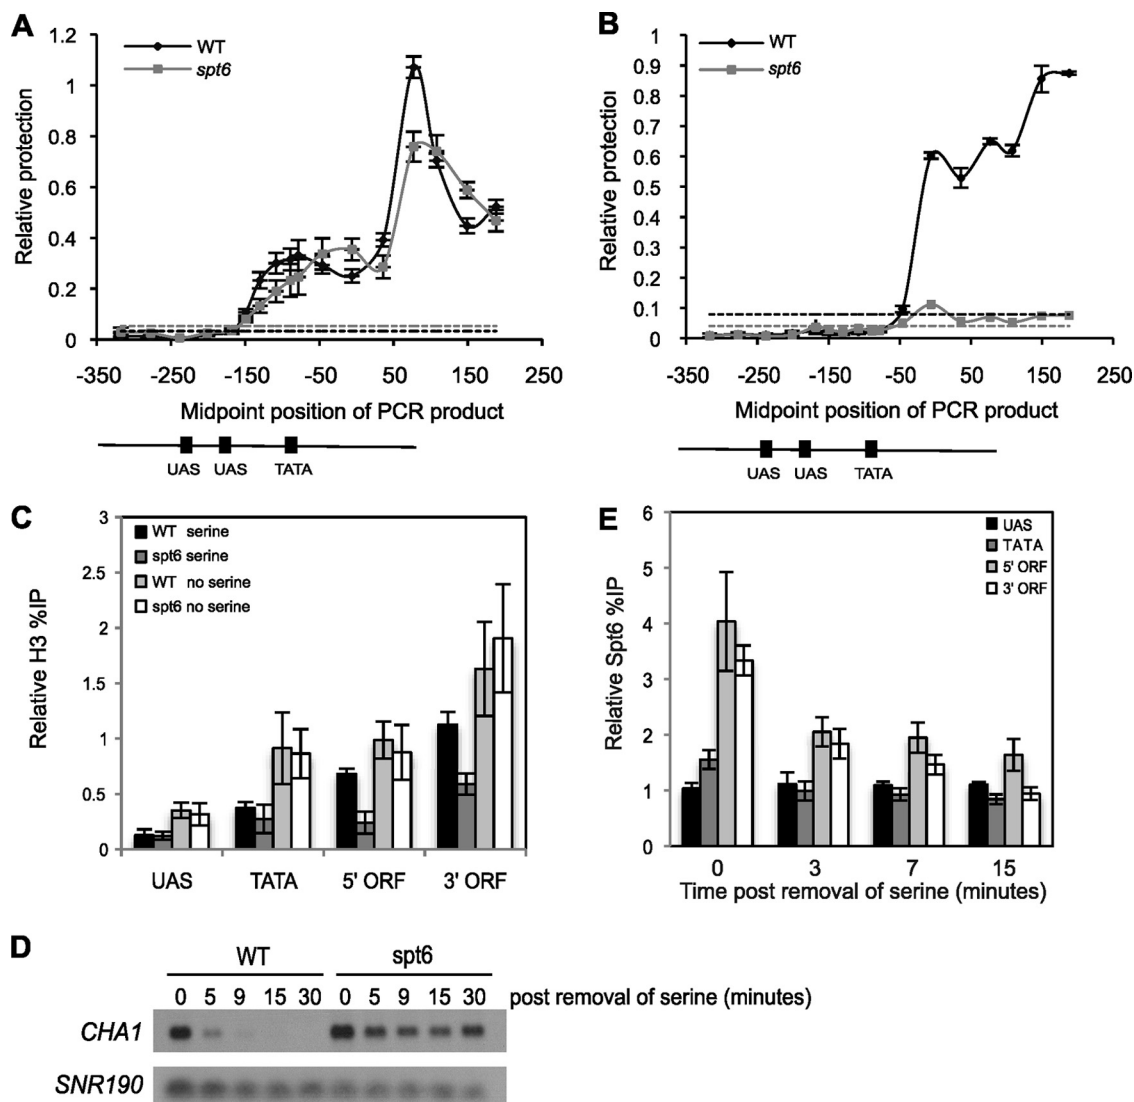 A
1.2
1
0.8
0.6
0.4
0.2
0
Relative protection
WT
spt6
-350 -250 -150 -50 50 150 250
Midpoint position of PCR product
UAS UAS TATA
B
1
0.9
0.8
0.7
0.6
0.5
0.4
0.3
0.2
0.1
0
Relative protection
WT
spt6
-350 -250 -150 -50 50 150 250
Midpoint position of PCR product
UAS UAS TATA
C
3
2.5
2
1.5
1
0.5
0
Relative H3 %IP
WT serine
spt6 serine
WT no serine
spt6 no serine
UAS TATA 5' ORF 3' ORF
E
6
5
4
3
2
1
0
Relative Spt6 %IP
UAS
TATA
5' ORF
3' ORF
0 3 7 15
Time post removal of serine (minutes)
D
WT spt6
0 5 9 15 30 0 5 9 15 30 post removal of serine (minutes)
CHA1
SNR190